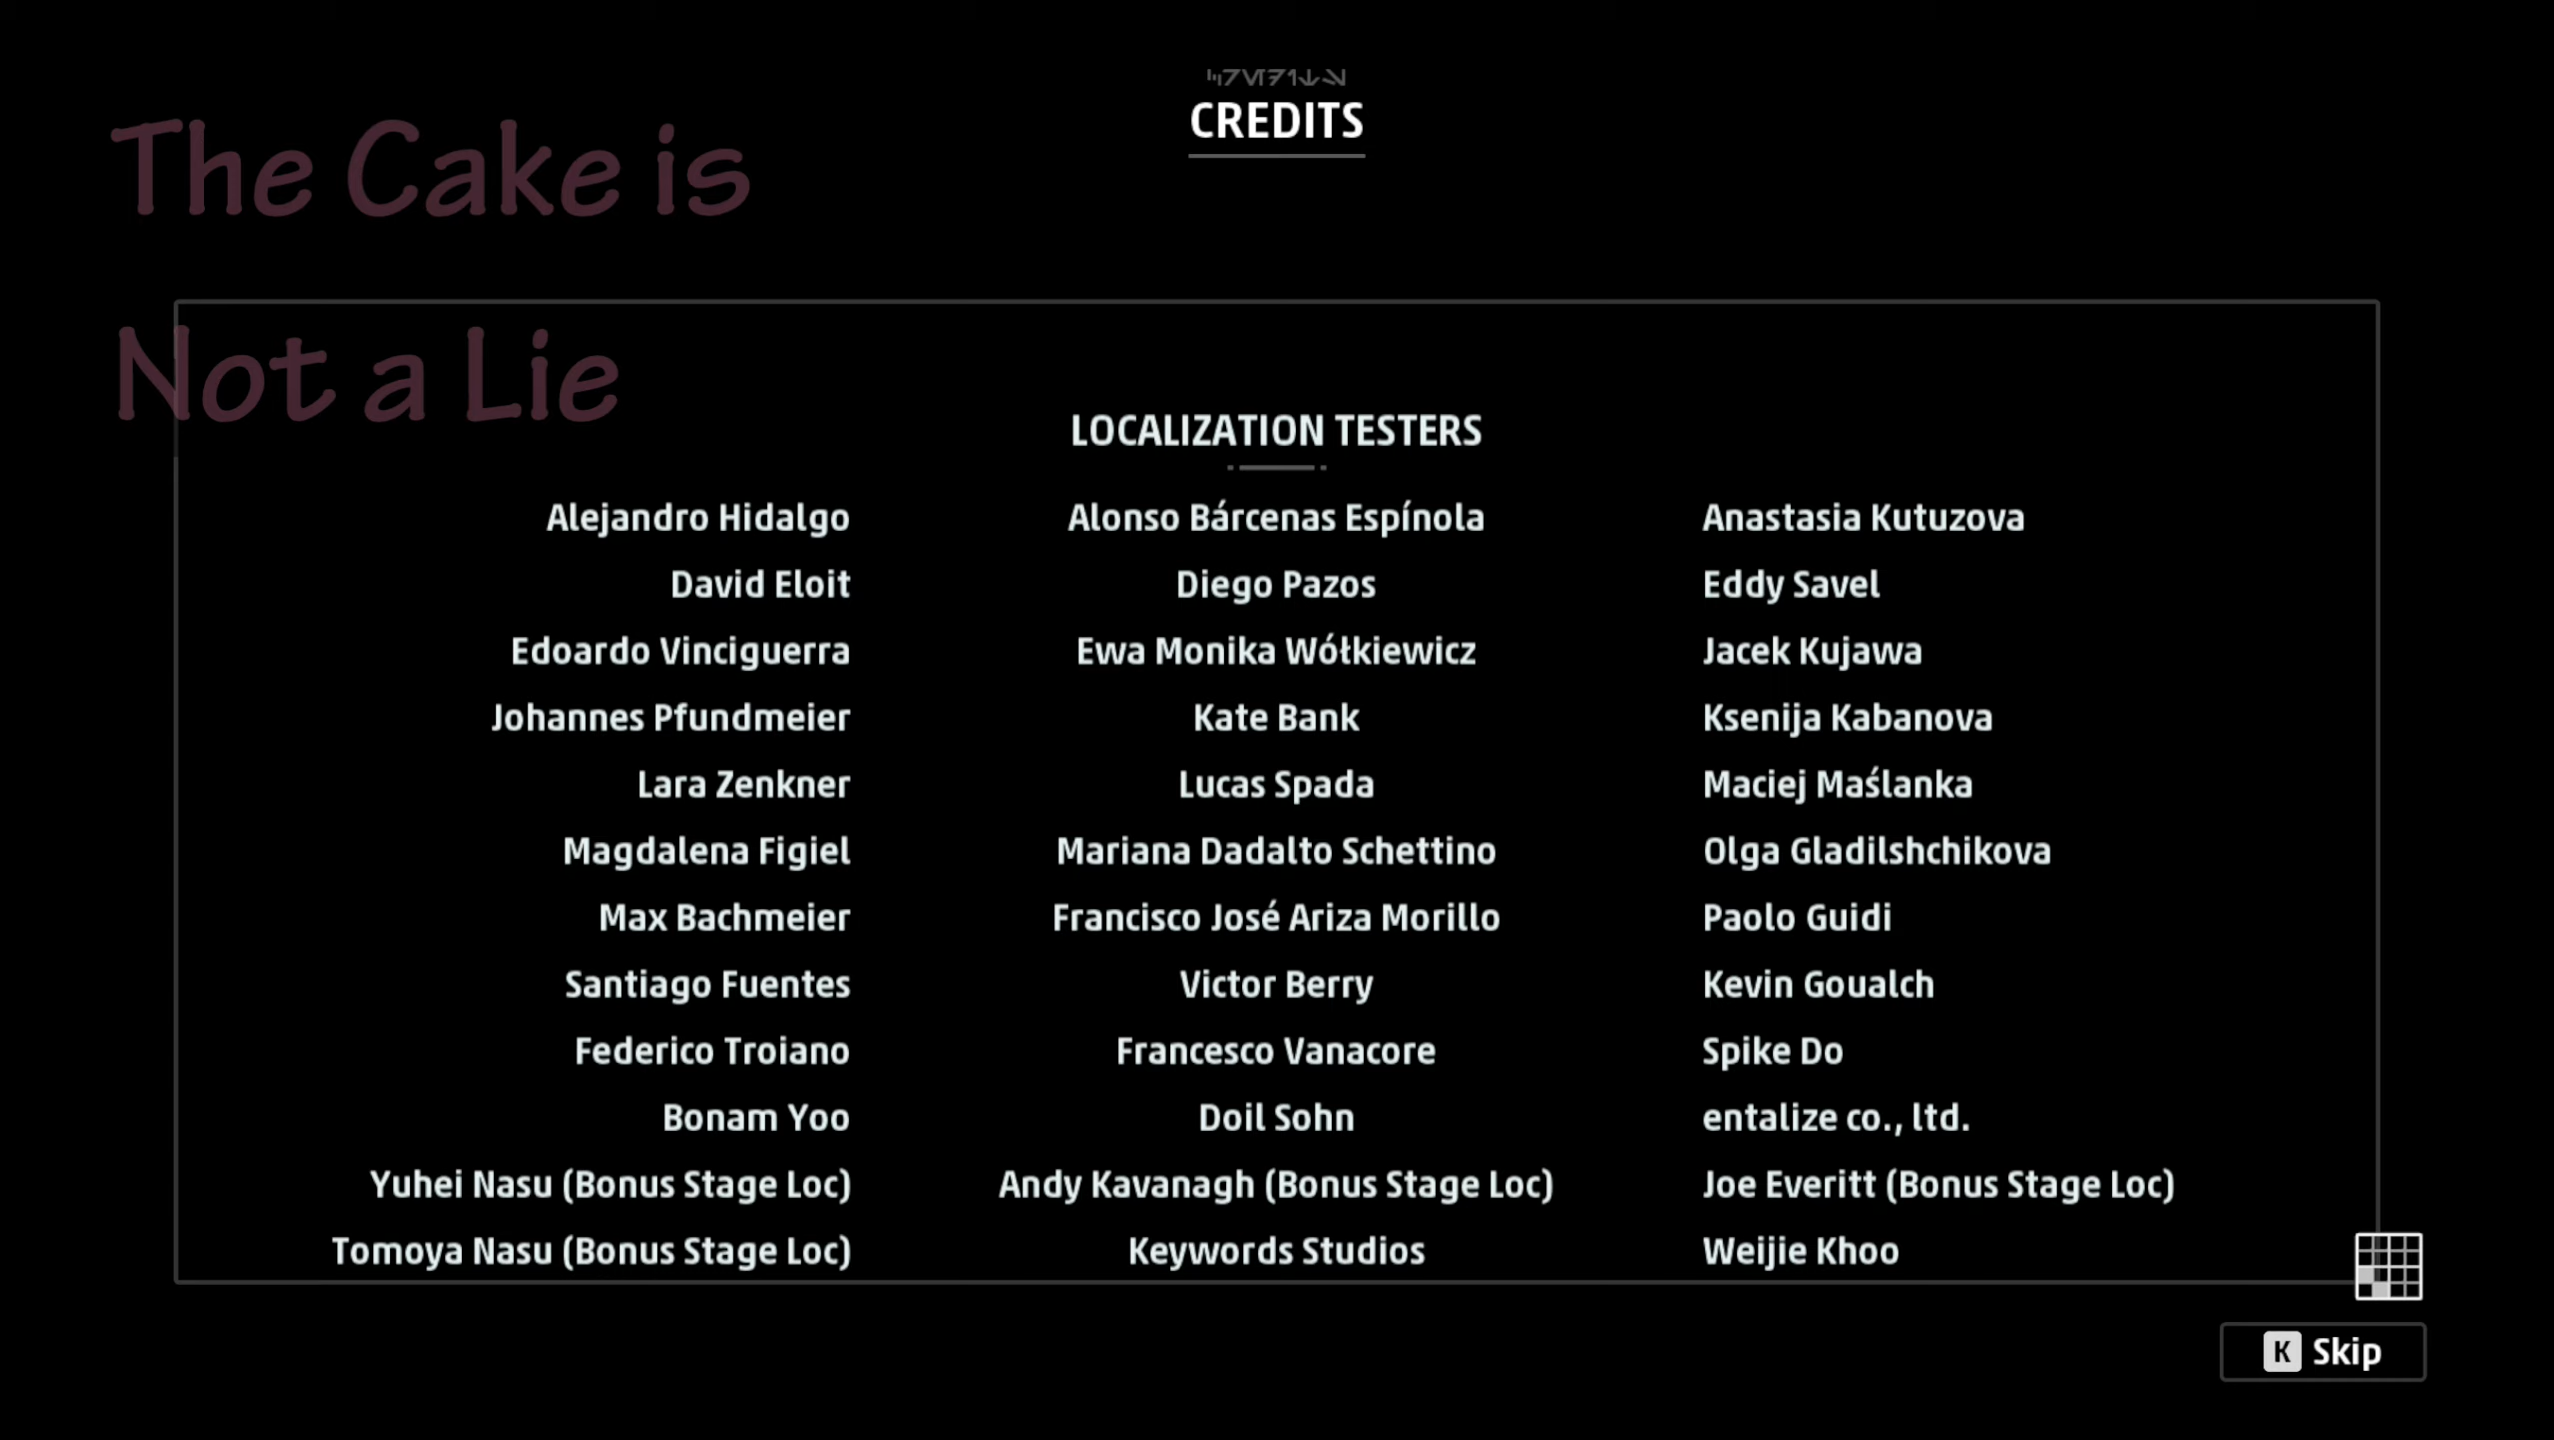 CREDITS
The Cake is
Not a Lie
LOCALIZATION TESTERS
Alejandro Hidalgo Alonso Bárcenas Espínola Anastasia Kutuzova
David Eloit Diego Pazos Eddy Savel
Edoardo Vinciguerra Ewa Monika Wółkiewicz Jacek Kujawa
Johannes Pfundmeier Kate Bank Ksenija Kabanova
Lara Zenkner Lucas Spada Maciej Maślanka
Magdalena Figiel Mariana Dadalto Schettino Olga Gladilshchikova
Max Bachmeier Francisco José Ariza Morillo Paolo Guidi
Santiago Fuentes Victor Berry Kevin Goualch
Federico Troiano Francesco Vanacore Spike Do
Bonam Yoo Doil Sohn entalize co., ltd.
Yuhei Nasu (Bonus Stage Loc) Andy Kavanagh (Bonus Stage Loc) Joe Everitt (Bonus Stage Loc)
Tomoya Nasu (Bonus Stage Loc) Keywords Studios Weijie Khoo
K Skip